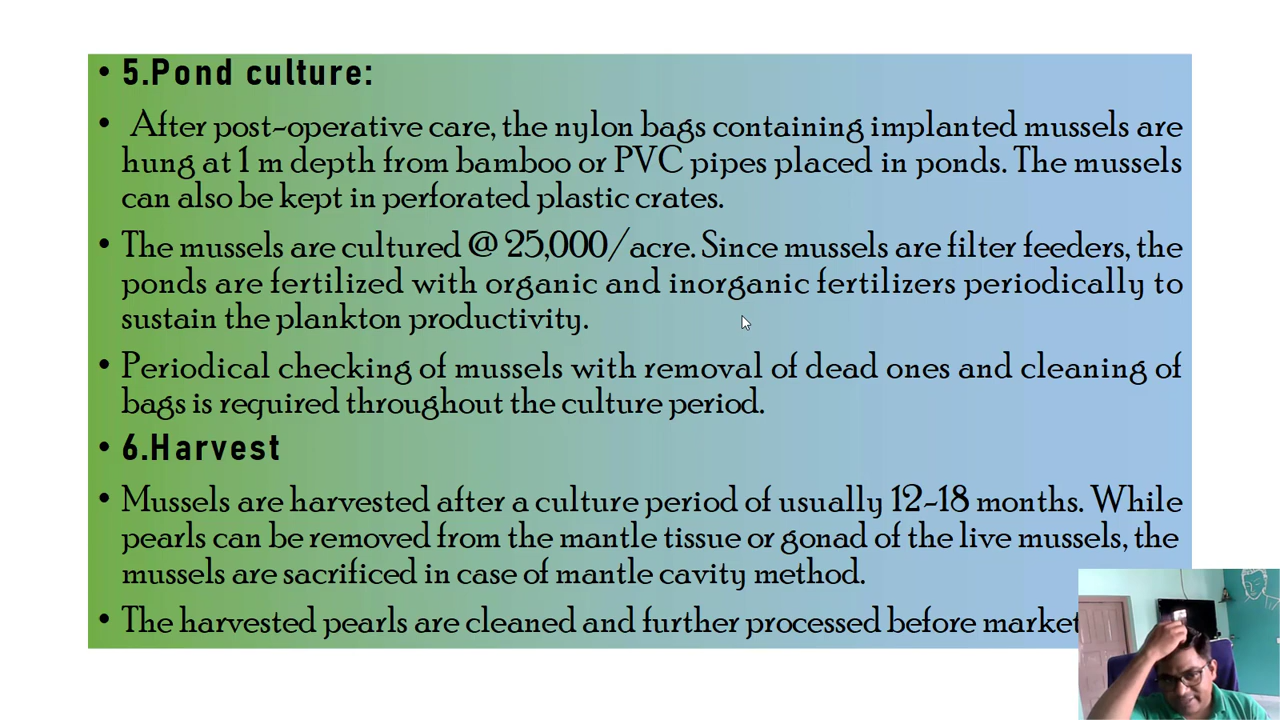 • 5.Pond culture:
• After post-operative care, the nylon bags containing implanted mussels are
hung at 1 m depth from bamboo or PVC pipes placed in ponds. The mussels
can also be kept in perforated plastic crates.
• The mussels are cultured @ 25,000/acre. Since mussels are filter feeders, the
ponds are fertilized with organic and inorganic fertilizers periodically to
sustain the plankton productivity.
• Periodical checking of mussels with removal of dead ones and cleaning of
bags is required throughout the culture period.
• 6.Harvest
• Mussels are harvested after a culture period of usually 12-18 months. While
pearls can be removed from the mantle tissue or gonad of the live mussels, the
mussels are sacrificed in case of mantle cavity method.
• The harvested pearls are cleaned and further processed before market